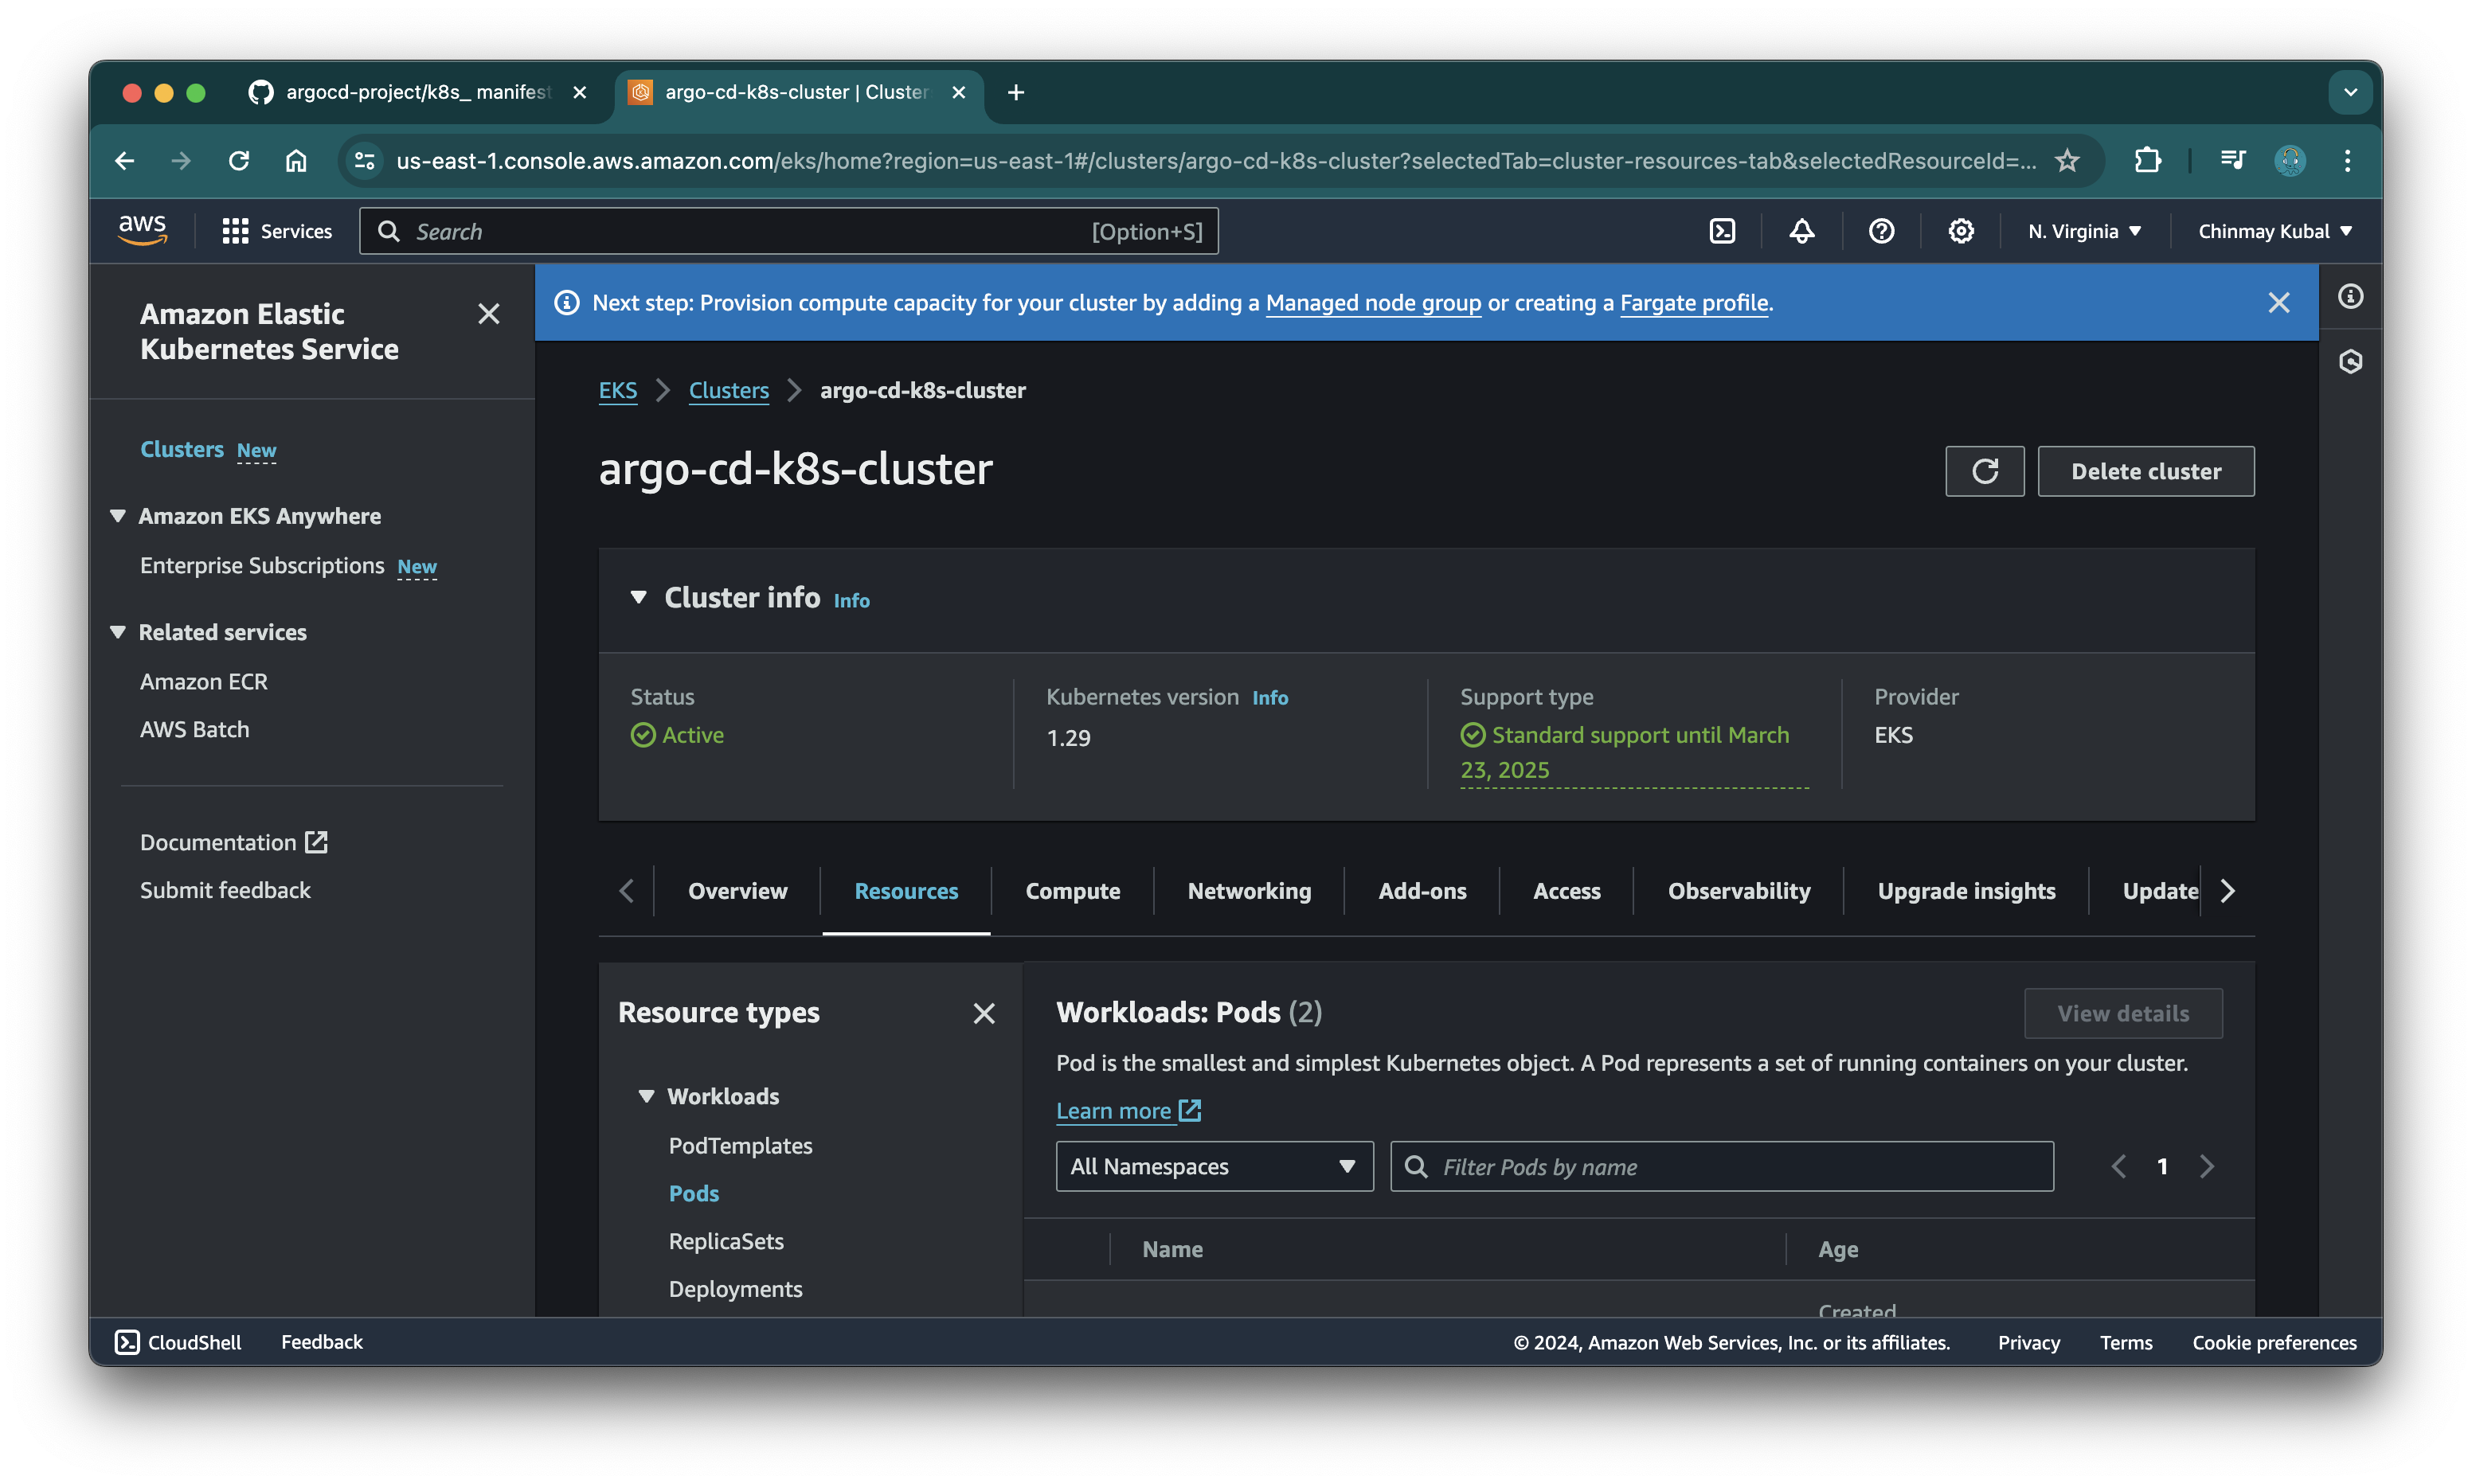 argocd-project/k8s_ manifest
argo-cd-k8s-cluster | Cluster
us-east-1.console.aws.amazon.com/eks/home?region=us-east-1#/clusters/argo-cd-k8s-cluster?selectedTab=cluster-resources-tab&selectedResourceId=...
aws
Services
Search
[Option+S]
N. Virginia
Chinmay Kubal
Amazon Elastic
Kubernetes Service
Clusters New
Amazon EKS Anywhere
Enterprise Subscriptions New
Related services
Amazon ECR
AWS Batch
Documentation
Submit feedback
Next step: Provision compute capacity for your cluster by adding a Managed node group or creating a Fargate profile.
EKS
Clusters
argo-cd-k8s-cluster
argo-cd-k8s-cluster
Delete cluster
Cluster info Info
Status
Active
Kubernetes version Info
1.29
Support type
Standard support until March
23, 2025
Provider
EKS
Overview
Resources
Compute
Networking
Add-ons
Access
Observability
Upgrade insights
Update
Resource types
Workloads
PodTemplates
Pods
ReplicaSets
Deployments
Workloads: Pods (2)
View details
Pod is the smallest and simplest Kubernetes object. A Pod represents a set of running containers on your cluster.
Learn more
All Namespaces
Filter Pods by name
1
Name
Age
Created
CloudShell
Feedback
© 2024, Amazon Web Services, Inc. or its affiliates.
Privacy
Terms
Cookie preferences